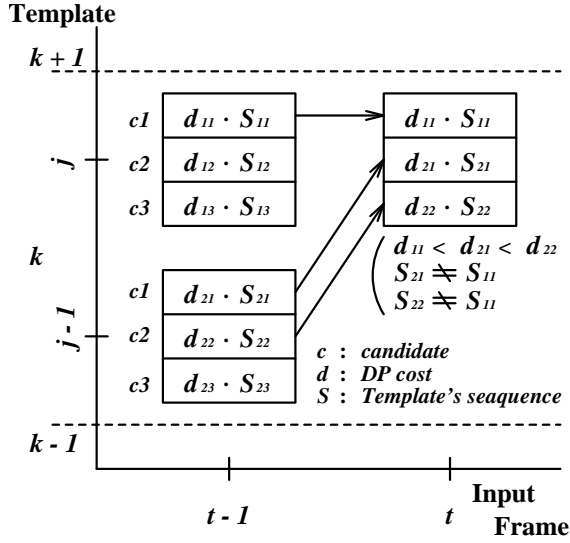 Template
k + 1
c1 d11 · S11 d11 · S11
j c2 d12 · S12 d21 · S21
c3 d13 · S13 d22 · S22
k
d11 < d21 < d22
S21 ≠ S11
S22 ≠ S11
c1 d21 · S21
j - 1 c2 d22 · S22
c3 d23 · S23
c : candidate
d : DP cost
S : Template's seaquence
k - 1
t - 1 t
Input
Frame